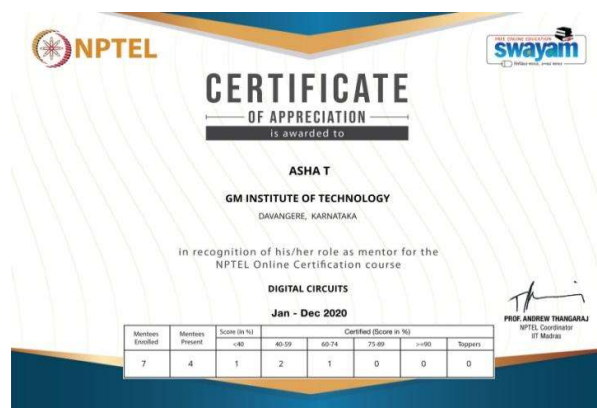 NPTEL
FREE ONLINE EDUCATION
swayam
CERTIFICATE
OF APPRECIATION
is awarded to
ASHA T
GM INSTITUTE OF TECHNOLOGY
DAVANGERE, KARNATAKA
in recognition of his/her role as mentor for the
NPTEL Online Certification course
DIGITAL CIRCUITS
Jan - Dec 2020
PROF. ANDREW THANGARAJ
NPTEL Coordinator
IIT Madras
Mentees Enrolled Mentees Present Score (in %) Certified (Score in %)
<40 40-59 60-74 75-89 >=90 Toppers
7 4 1 2 1 0 0 0